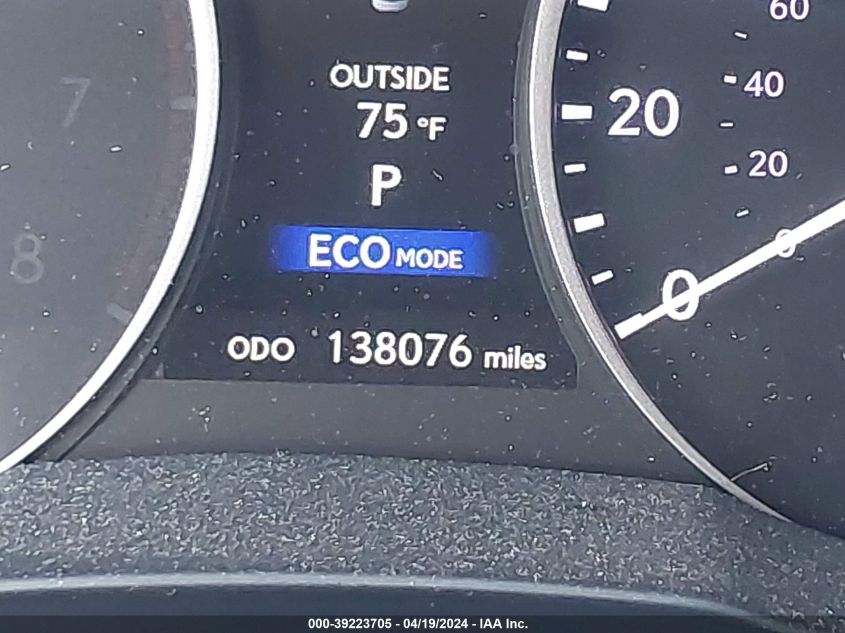 OUTSIDE
75 °F
P
ECO MODE
ODO 138076 miles
7
8
60
40
20
20
0
0
000-39223705 - 04/19/2024 - IAA Inc.